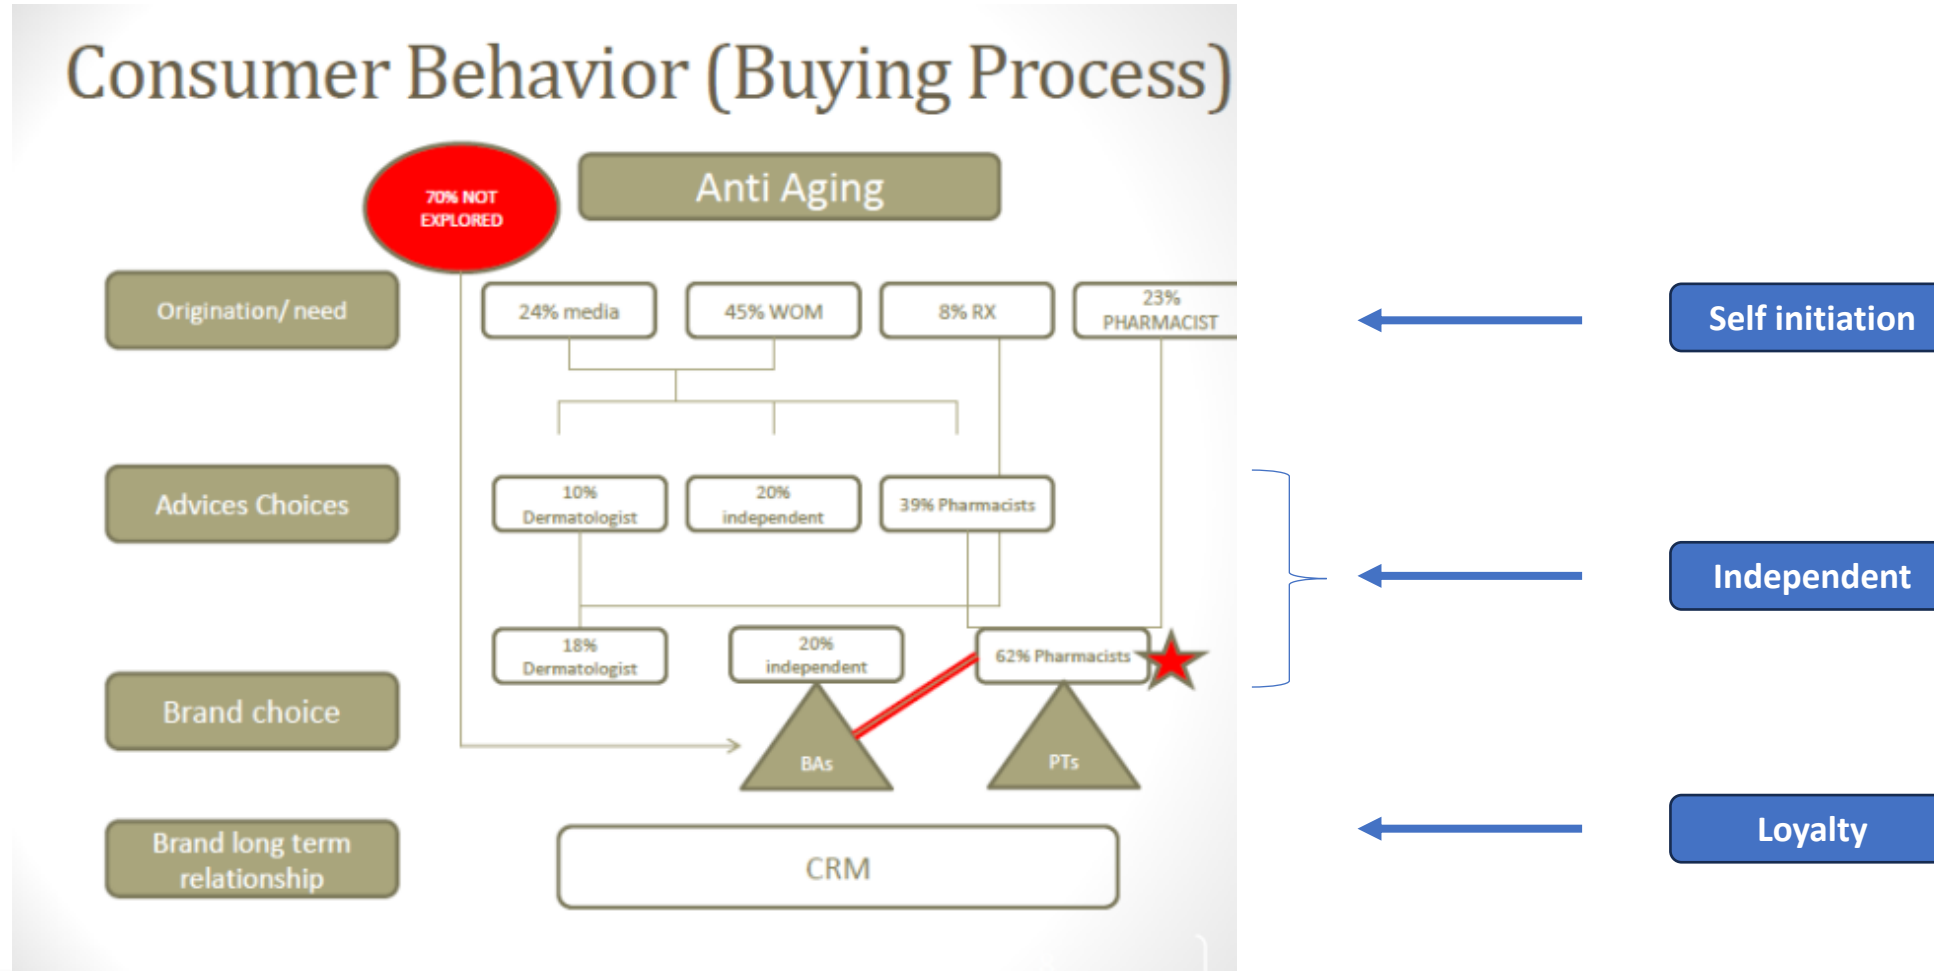 Consumer Behavior (Buying Process)
70% NOT
EXPLORED
Anti Aging
Origination/ need
24% media
45% WOM
8% RX
23%
PHARMACIST
Self initiation
Advices Choices
10%
Dermatologist
20%
independent
39% Pharmacists
Independent
18%
Dermatologist
20%
independent
62% Pharmacists
Brand choice
BAs
PTs
Brand long term
relationship
CRM
Loyalty